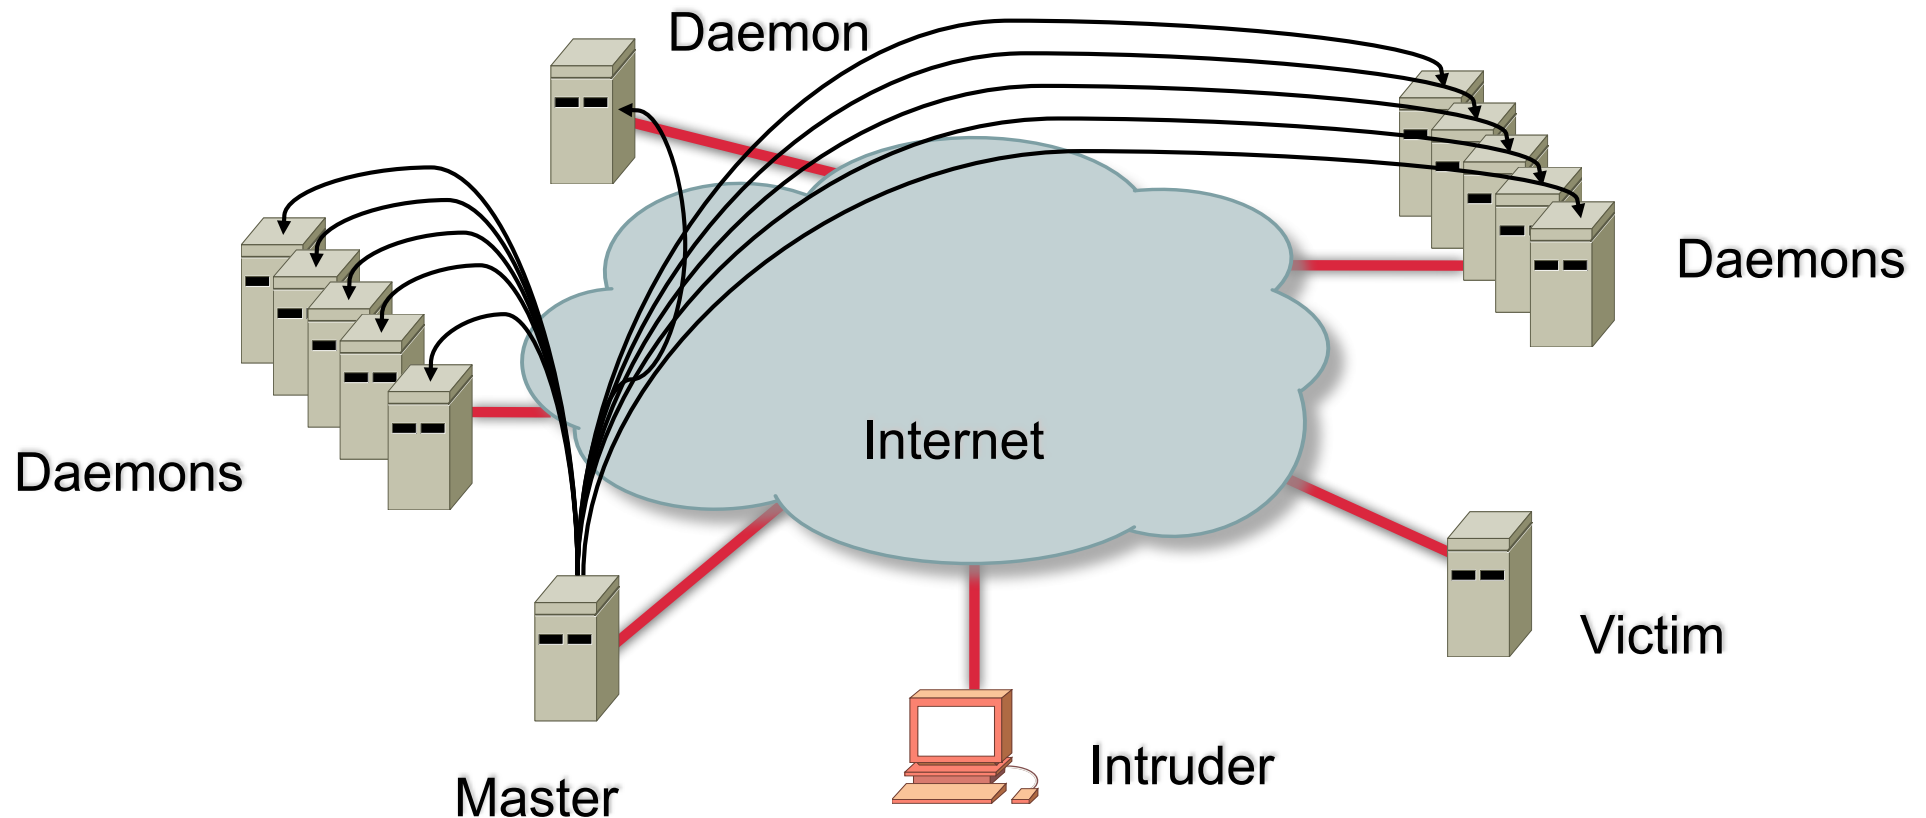 Daemon
Daemons
Internet
Daemons
Victim
Intruder
Master